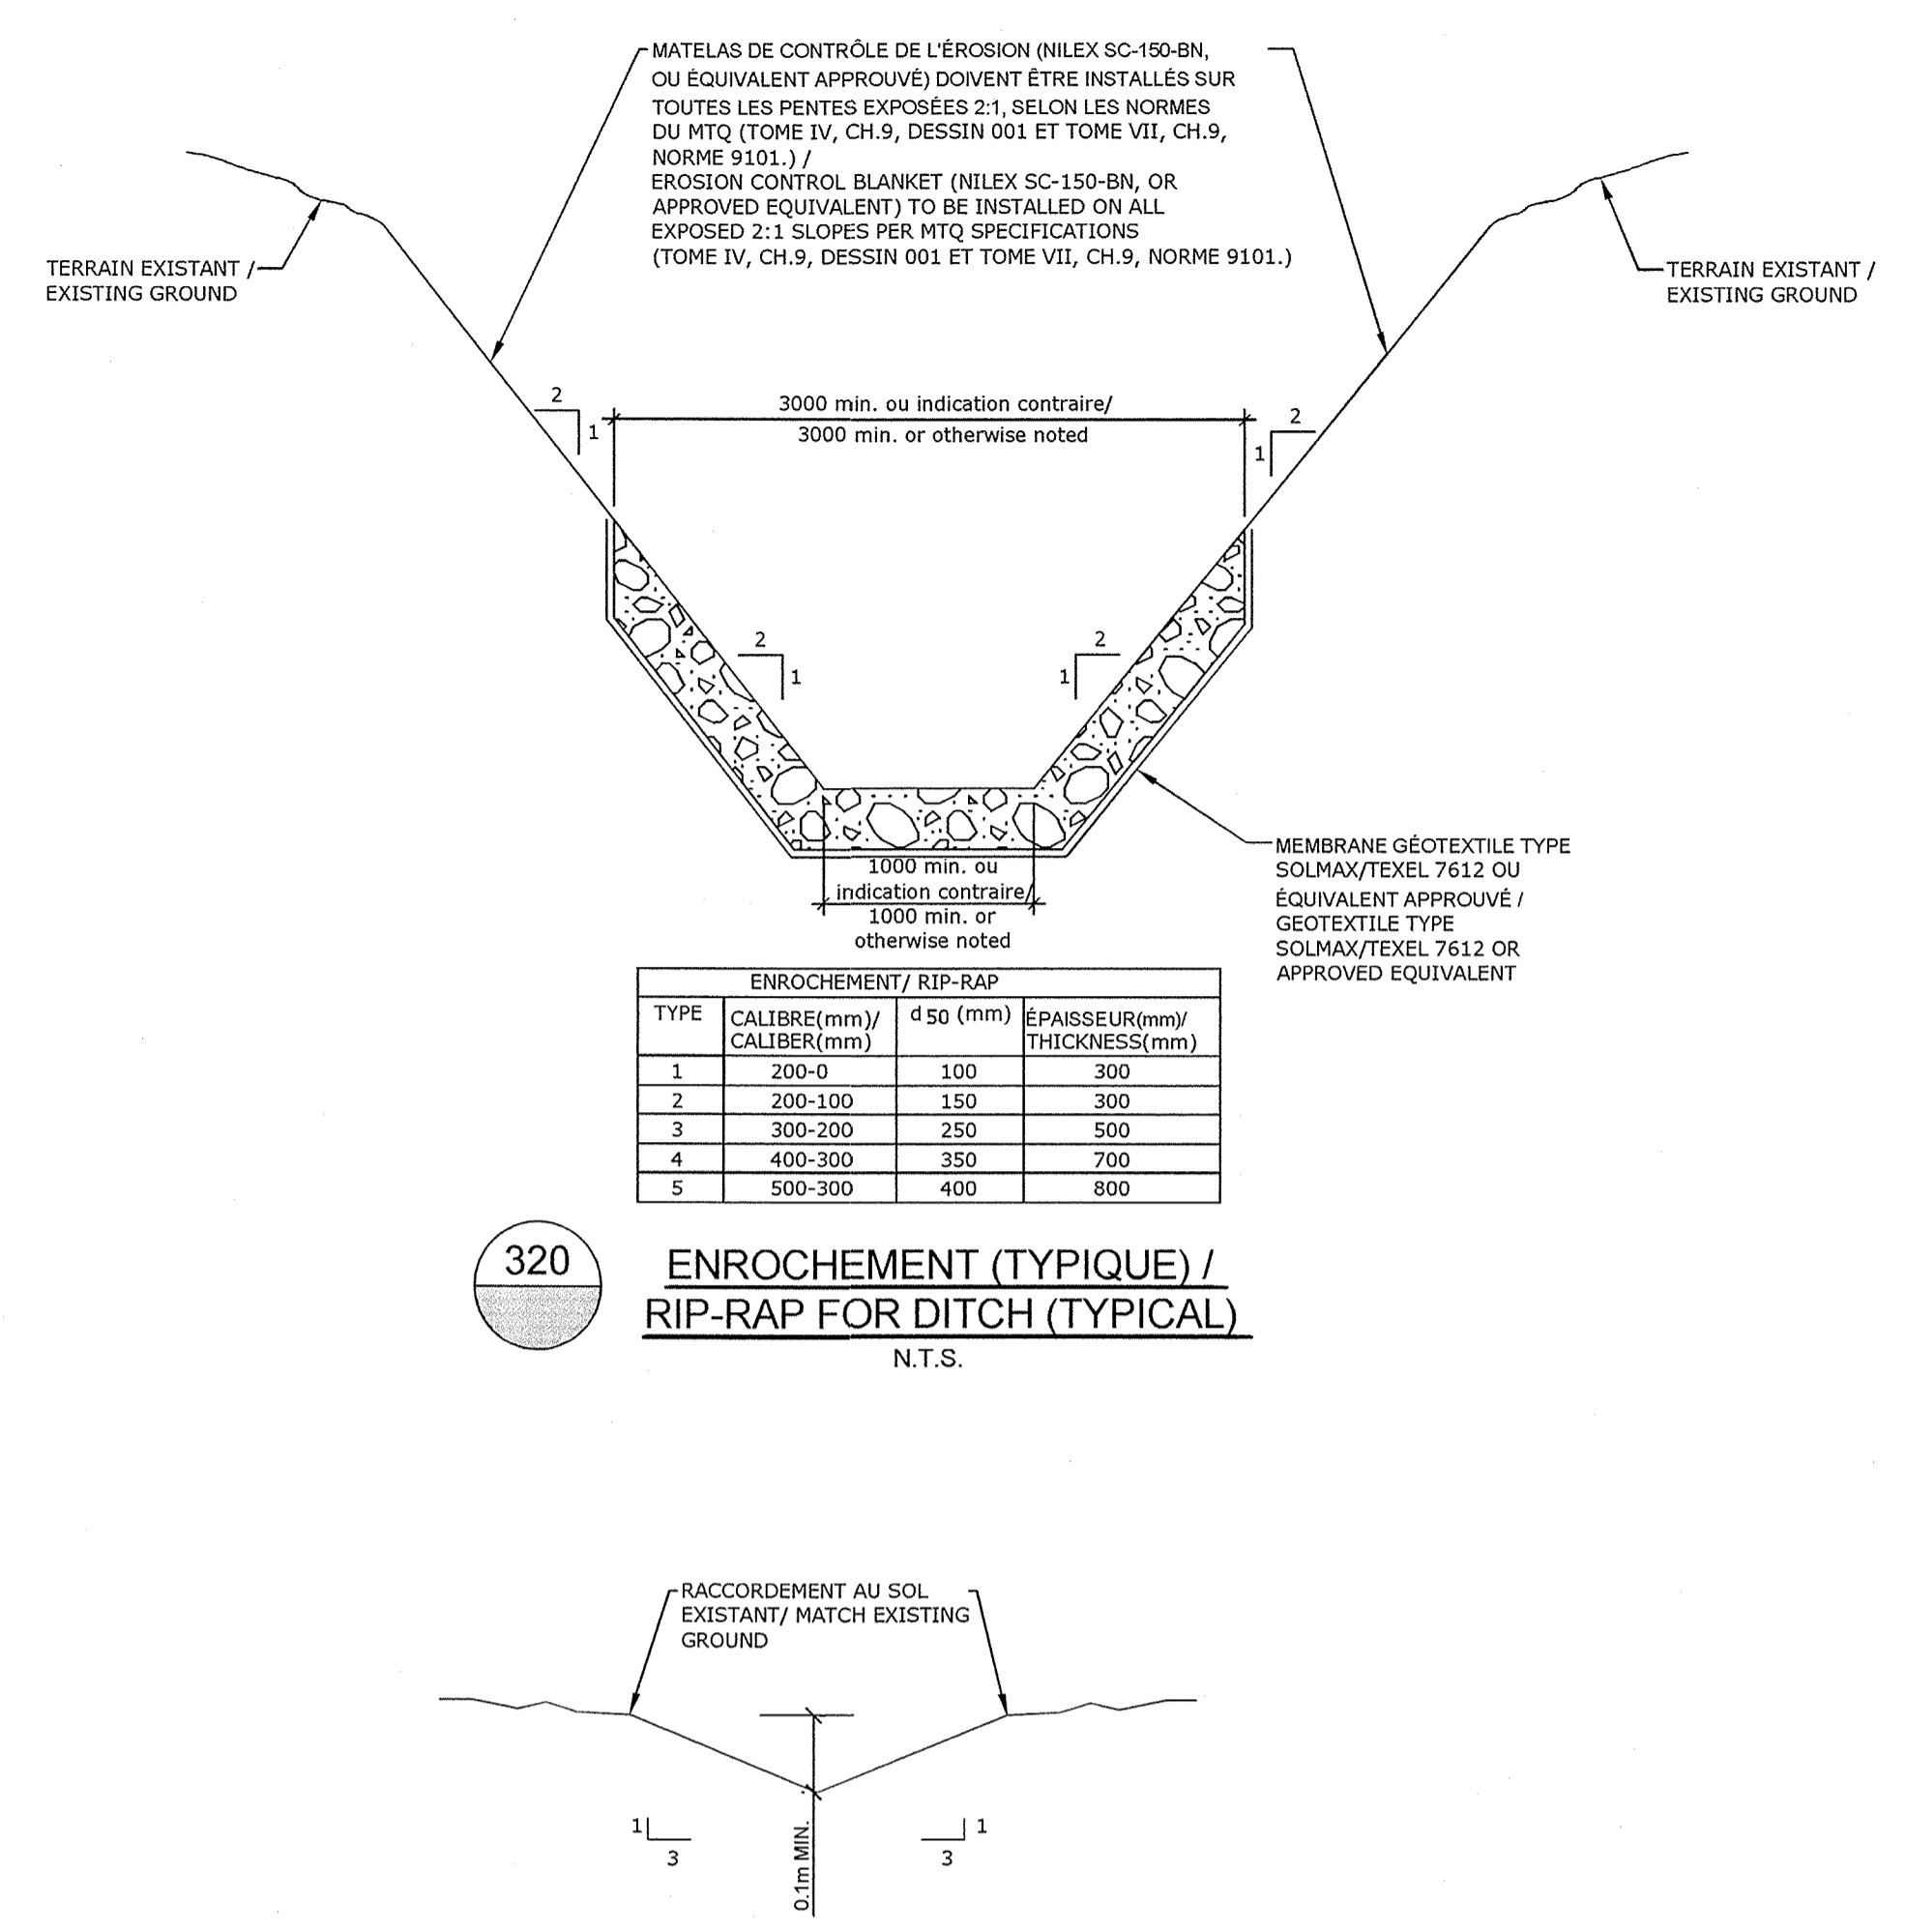 MATELAS DE CONTRÔLE DE L'ÉROSION (NILEX SC-150-BN,
OU ÉQUIVALENT APPROUVÉ) DOIVENT ÊTRE INSTALLÉS SUR
TOUTES LES PENTES EXPOSÉES 2:1, SELON LES NORMES
DU MTQ (TOME IV, CH.9, DESSIN 001 ET TOME VII, CH.9,
NORME 9101.) /
EROSION CONTROL BLANKET (NILEX SC-150-BN, OR
APPROVED EQUIVALENT) TO BE INSTALLED ON ALL
EXPOSED 2:1 SLOPES PER MTQ SPECIFICATIONS
(TOME IV, CH.9, DESSIN 001 ET TOME VII, CH.9, NORME 9101.)
TERRAIN EXISTANT /
EXISTING GROUND
TERRAIN EXISTANT /
EXISTING GROUND
2
1
3000 min. ou indication contraire/
3000 min. or otherwise noted
2
1
2
1
2
1
1000 min. ou
indication contraire/
1000 min. or
otherwise noted
MEMBRANE GÉOTEXTILE TYPE
SOLMAX/TEXEL 7612 OU
ÉQUIVALENT APPROUVÉ /
GEOTEXTILE TYPE
SOLMAX/TEXEL 7612 OR
APPROVED EQUIVALENT
ENROCHEMENT/ RIP-RAP
TYPE CALIBRE(mm)/ CALIBER(mm) d50 (mm) ÉPAISSEUR(mm)/ THICKNESS(mm)
1 200-0 100 300
2 200-100 150 300
3 300-200 250 500
4 400-300 350 700
5 500-300 400 800
320
ENROCHEMENT (TYPIQUE) /
RIP-RAP FOR DITCH (TYPICAL)
N.T.S.
RACCORDEMENT AU SOL
EXISTANT/ MATCH EXISTING
GROUND
1
3
0.1m MIN.
1
3